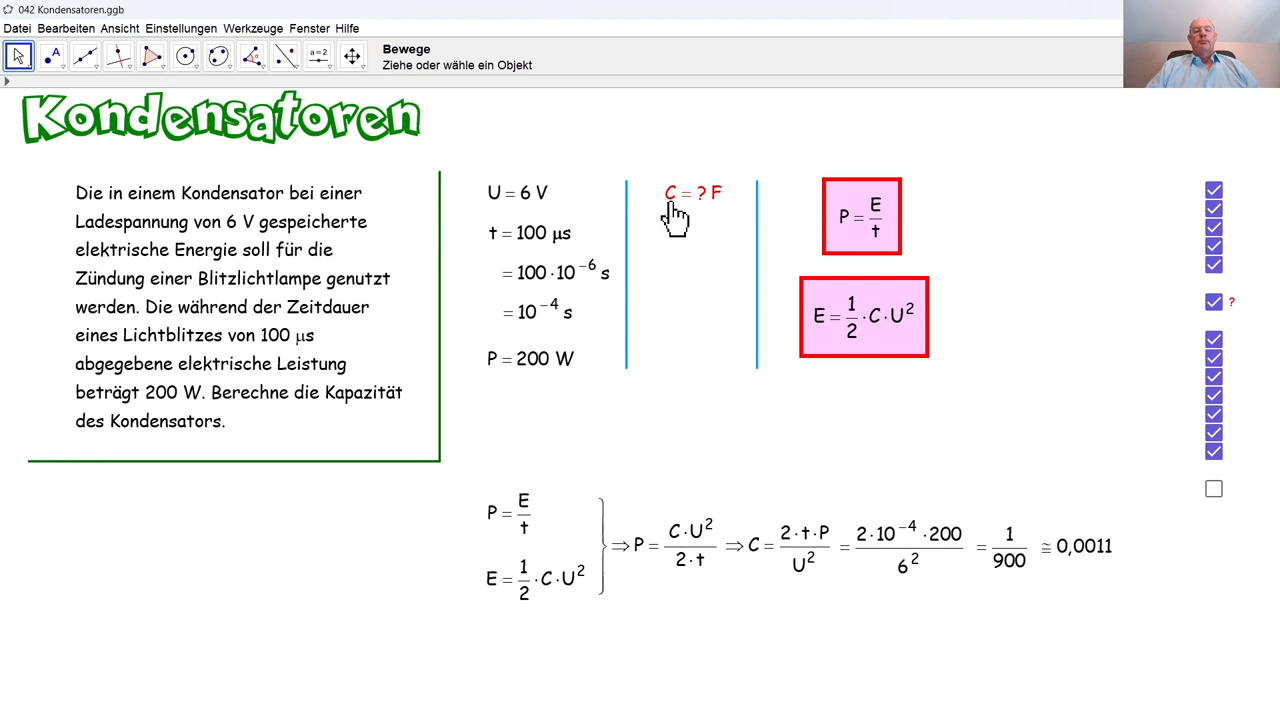 042 Kondensatoren.ggb
Datei Bearbeiten Ansicht Einstellungen Werkzeuge Fenster Hilfe
A
a=2
Bewege
Ziehe oder wähle ein Objekt
Kondensatoren
Die in einem Kondensator bei einer
Ladespannung von 6 V gespeicherte
elektrische Energie soll für die
Zündung einer Blitzlichtlampe genutzt
werden. Die während der Zeitdauer
eines Lichtblitzes von 100 μs
abgegebene elektrische Leistung
beträgt 200 W. Berechne die Kapazität
des Kondensators.
U = 6 V
t = 100 μs
= 100 · 10⁻⁶ s
= 10⁻⁴ s
P = 200 W
C = ? F
P = E/t
E = 1/2 · C · U²
?
P = E/t
E = 1/2 · C · U²
⇒ P = C · U² / 2 · t ⇒ C = 2 · t · P / U² = 2 · 10⁻⁴ · 200 / 6² = 1/900 ≅ 0,0011